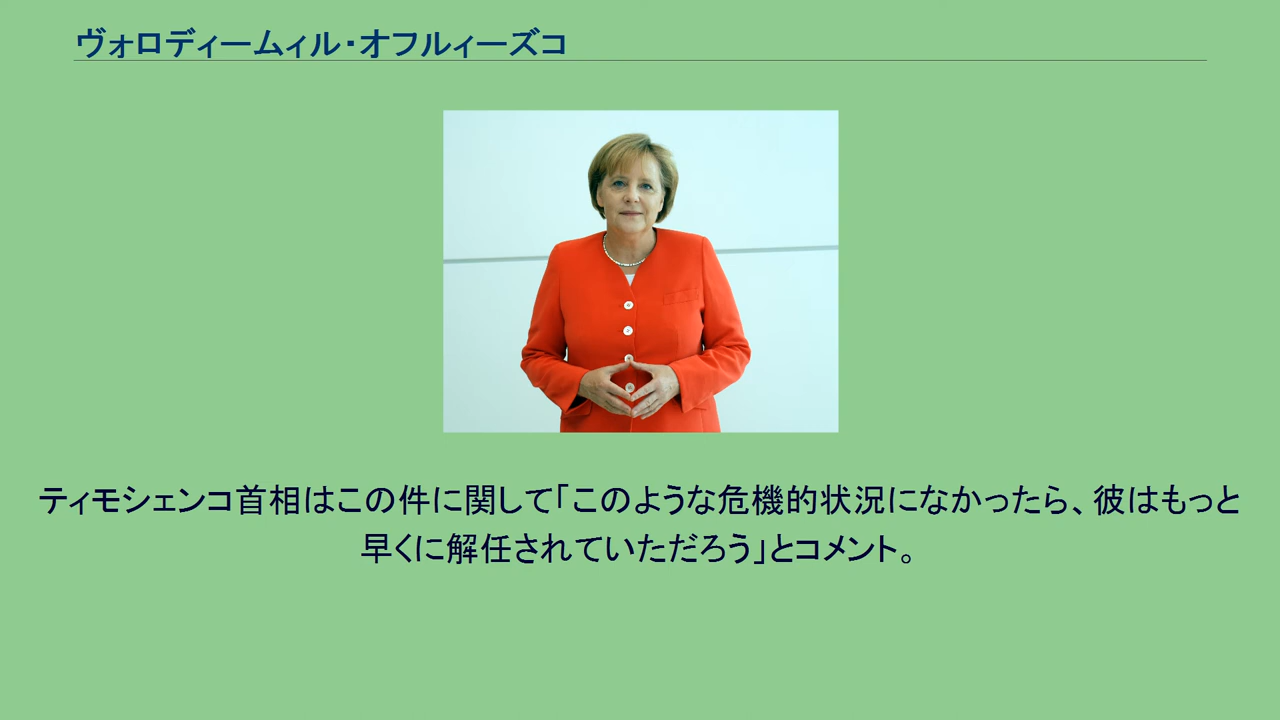 ヴォロディームィル・オフルィーズコ
ティモシェンコ首相はこの件に関して「このような危機的状況になかったら、彼はもっと
早くに解任されていただろう」とコメント。